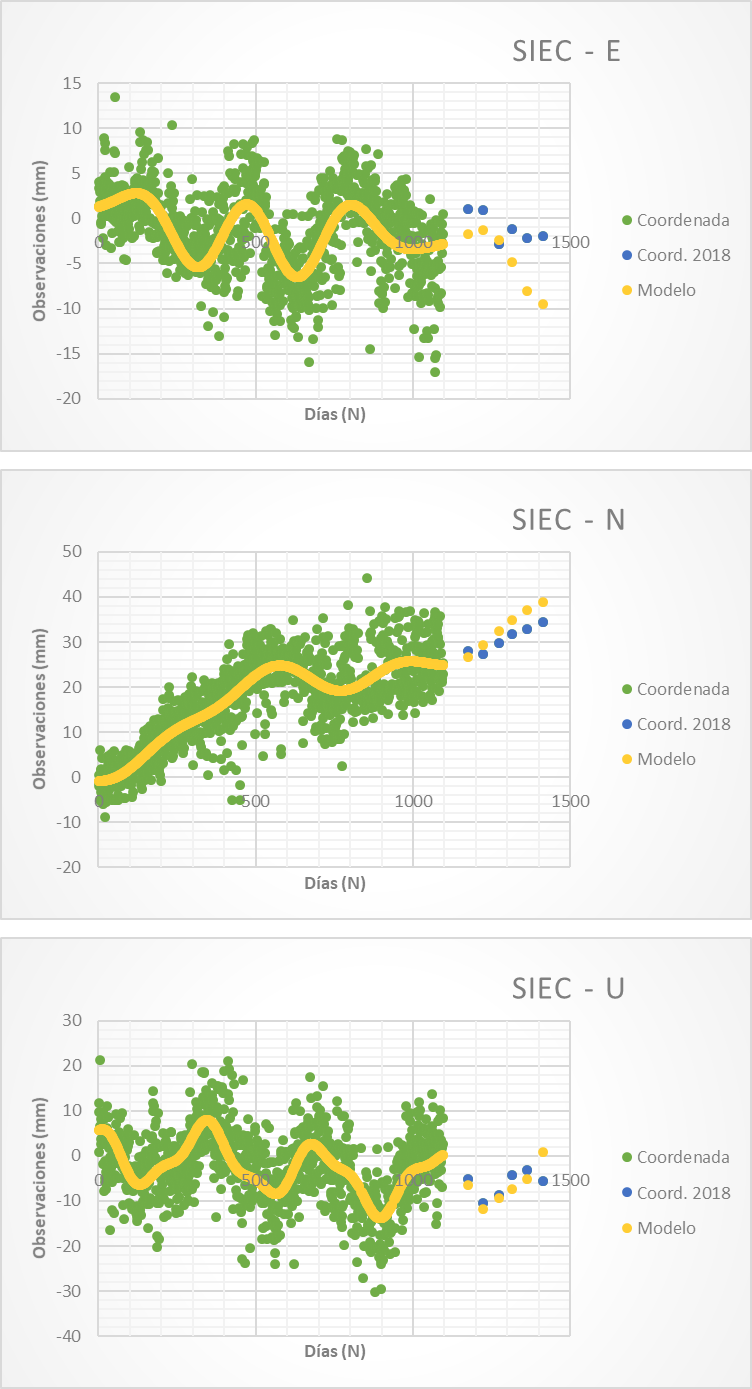 SIEC - E
15
10
5
0
-5
-10
-15
-20
0
500
1000
1500
Observaciones (mm)
Días (N)
Coordenada
Coord. 2018
Modelo
SIEC - N
50
40
30
20
10
0
-10
-20
0
500
1000
1500
Observaciones (mm)
Días (N)
Coordenada
Coord. 2018
Modelo
SIEC - U
30
20
10
0
-10
-20
-30
-40
0
500
1000
1500
Observaciones (mm)
Días (N)
Coordenada
Coord. 2018
Modelo